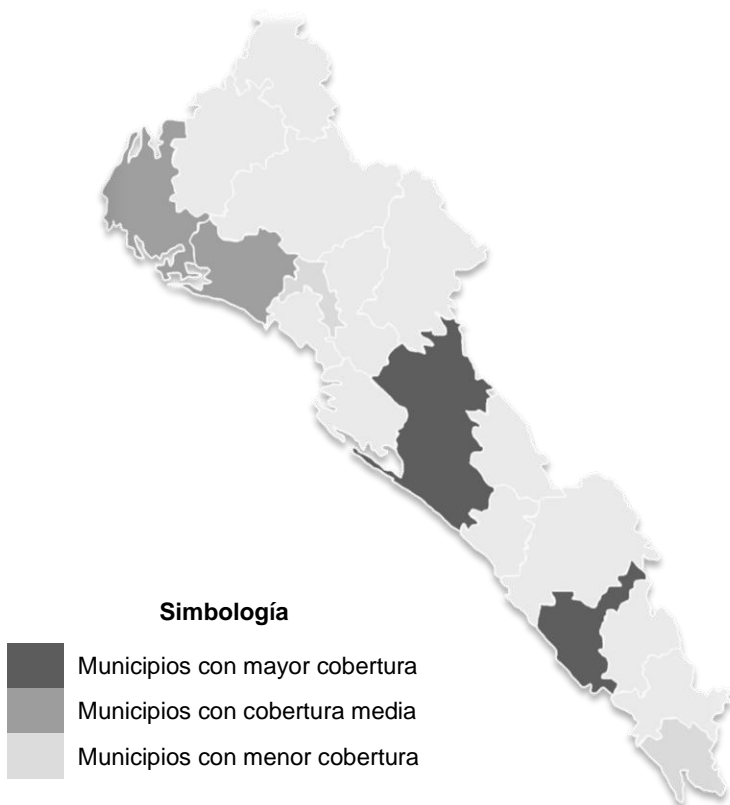 Simbología
Municipios con mayor cobertura
Municipios con cobertura media
Municipios con menor cobertura